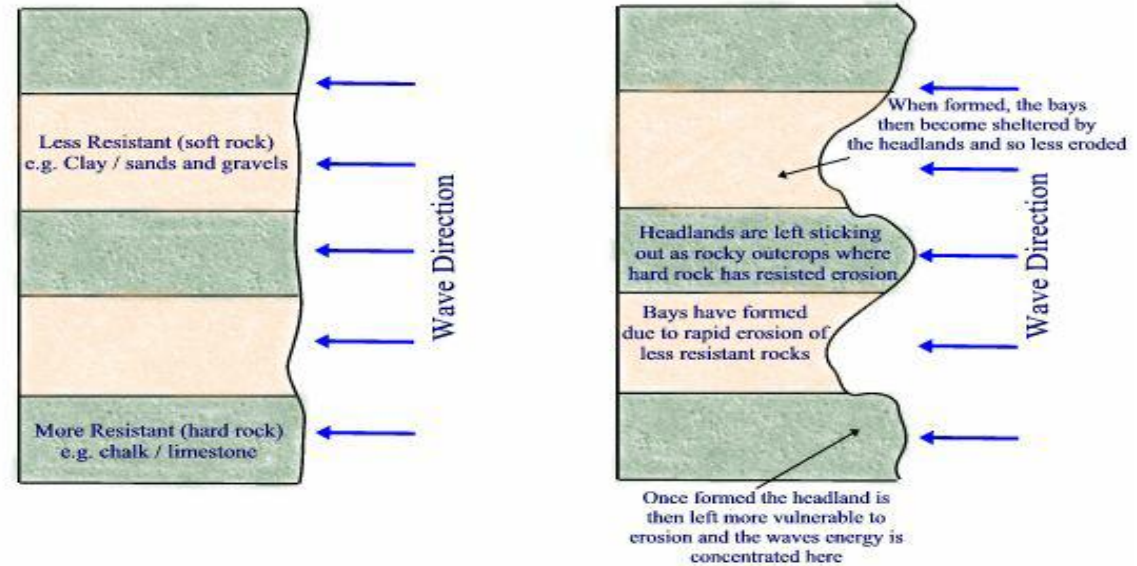 Less Resistant (soft rock)
e.g. Clay / sands and gravels
More Resistant (hard rock)
e.g. chalk / limestone
Wave Direction
When formed, the bays
then become sheltered by
the headlands and so less eroded
Headlands are left sticking
out as rocky outcrops where
hard rock has resisted erosion
Bays have formed
due to rapid erosion of
less resistant rocks
Wave Direction
Once formed the headland is
then left more vulnerable to
erosion and the waves energy is
concentrated here